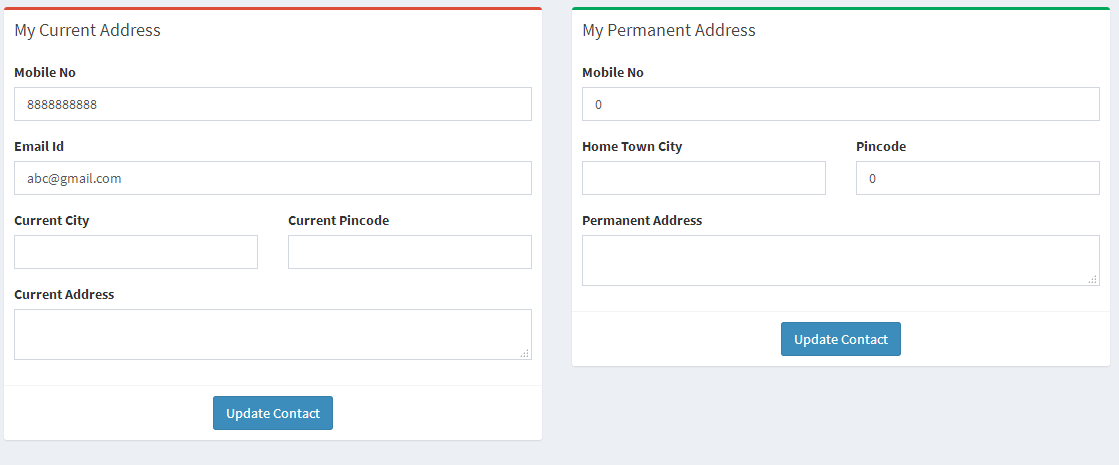 My Current Address
Mobile No
8888888888
Email Id
abc@gmail.com
Current City Current Pincode
Current Address
Update Contact
My Permanent Address
Mobile No
0
Home Town City Pincode
0
Permanent Address
Update Contact